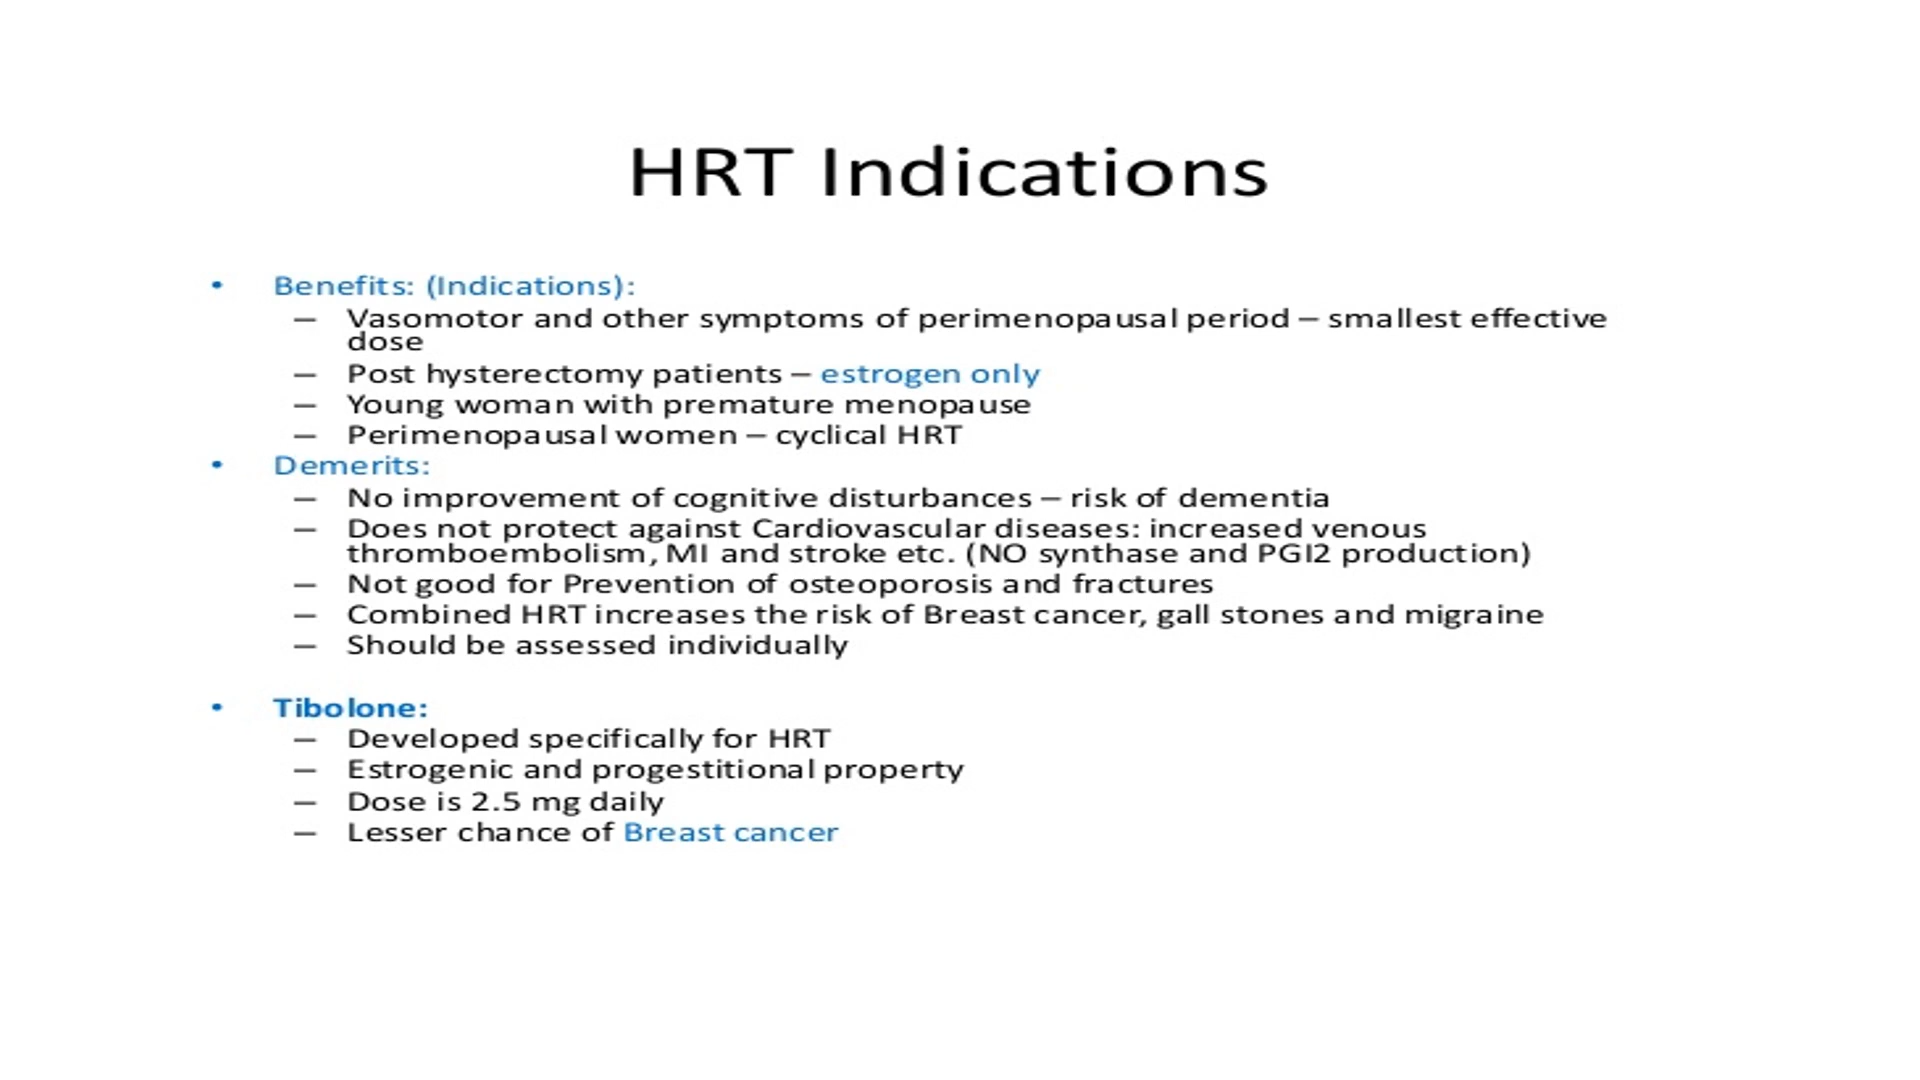 HRT Indications
• Benefits: (Indications):
– Vasomotor and other symptoms of perimenopausal period – smallest effective
dose
– Post hysterectomy patients – estrogen only
– Young woman with premature menopause
– Perimenopausal women – cyclical HRT
• Demerits:
– No improvement of cognitive disturbances – risk of dementia
– Does not protect against Cardiovascular diseases: increased venous
thromboembolism, MI and stroke etc. (NO synthase and PGI2 production)
– Not good for Prevention of osteoporosis and fractures
– Combined HRT increases the risk of Breast cancer, gall stones and migraine
– Should be assessed individually
• Tibolone:
– Developed specifically for HRT
– Estrogenic and progestitional property
– Dose is 2.5 mg daily
– Lesser chance of Breast cancer